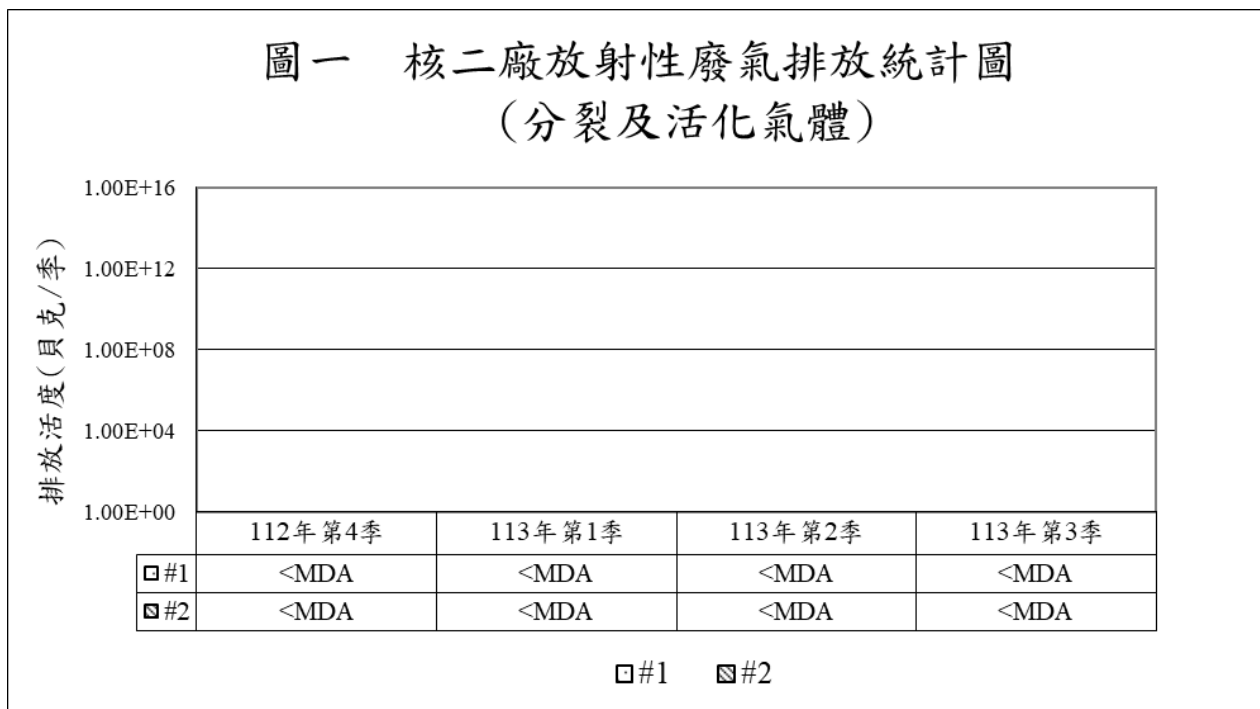 圖一　核二廠放射性廢氣排放統計圖
(分裂及活化氣體)
排放活度(貝克/季)
1.00E+16
1.00E+12
1.00E+08
1.00E+04
1.00E+00
112年第4季 113年第1季 113年第2季 113年第3季
#1 <MDA <MDA <MDA <MDA
#2 <MDA <MDA <MDA <MDA
#1 #2